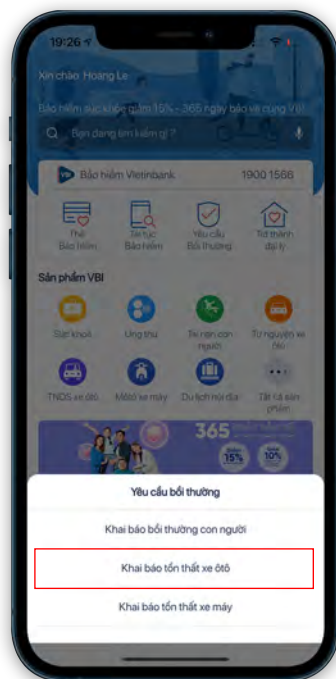 19:26
Xin chào, Hoang Le
Bảo hiểm sức khỏe giảm 15% - 365 ngày bảo vệ cùng VBI
Bạn đang tìm kiếm gì ?
VBI Bảo hiểm Vietinbank 1900 1566
Thẻ Bảo hiểm
Tái tục Bảo hiểm
Yêu cầu Bồi thường
Trở thành đại lý
Sản phẩm VBI
Sức khoẻ
Ung thư
Tai nạn con người
Tự nguyện xe ôtô
TNDS xe ôtô
Môtô xe máy
Du lịch nội địa
Tất cả sản phẩm
365
15%
10%
Yêu cầu bồi thường
Khai báo bồi thường con người
Khai báo tổn thất xe ôtô
Khai báo tổn thất xe máy